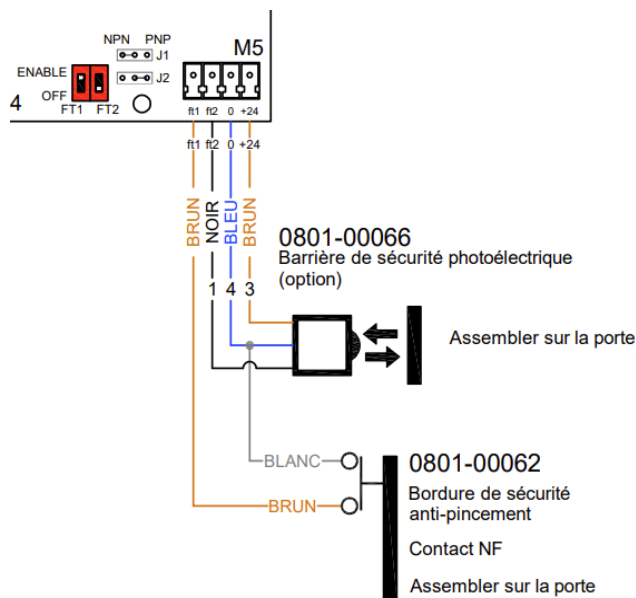 NPN PNP
J1
M5
ENABLE
J2
OFF
4
FT1 FT2
ft1 ft2 0 +24
ft1 ft2 0 +24
BRUN
NOIR
BLEU
BRUN
0801-00066
Barrière de sécurité photoélectrique
(option)
1 4 3
Assembler sur la porte
BLANC
0801-00062
BRUN
Bordure de sécurité
anti-pincement
Contact NF
Assembler sur la porte